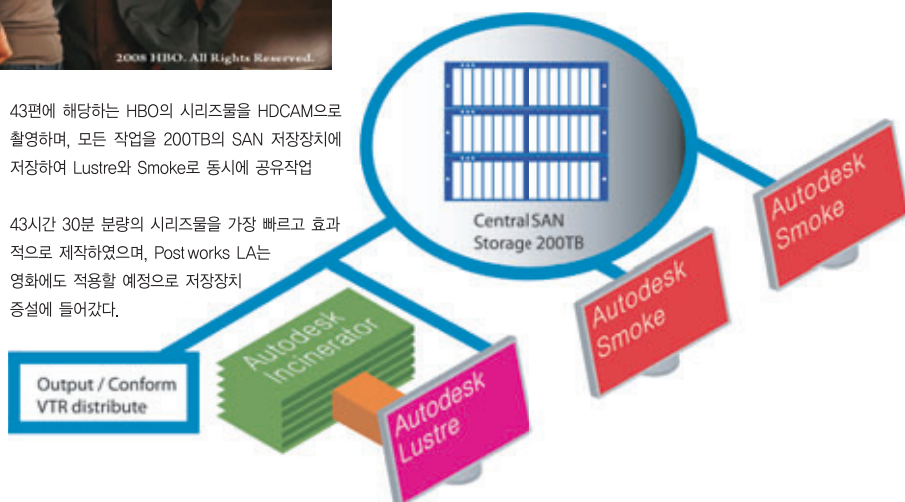 2008 HBO. All Rights Reserved.
43편에 해당하는 HBO의 시리즈물을 HDCAM으로
촬영하며, 모든 작업을 200TB의 SAN 저장장치에
저장하여 Lustre와 Smoke로 동시에 공유작업
43시간 30분 분량의 시리즈물을 가장 빠르고 효과
적으로 제작하였으며, Post works LA는
영화에도 적용할 예정으로 저장장치
증설에 들어갔다.
Central SAN
Storage 200TB
Autodesk
Smoke
Autodesk
Smoke
Autodesk
Incinerator
Autodesk
Lustre
Output / Conform
VTR distribute